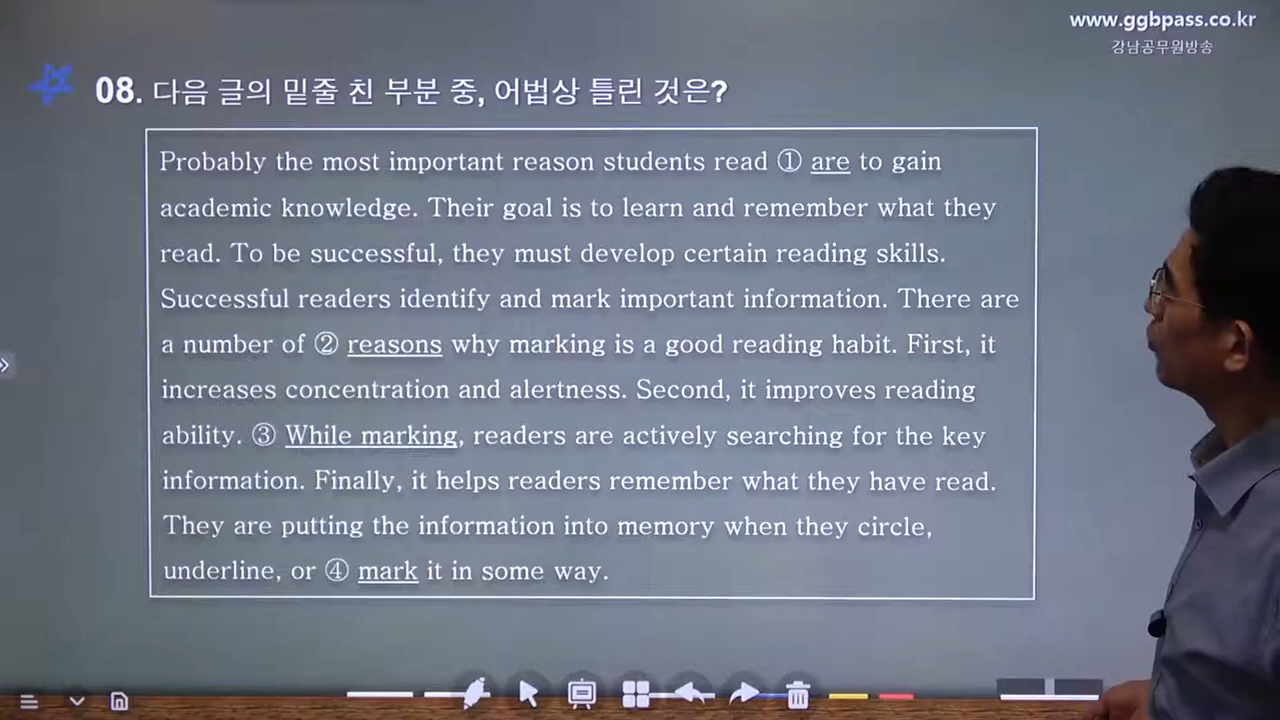 www.ggbpass.co.kr
강남공무원방송
08. 다음 글의 밑줄 친 부분 중, 어법상 틀린 것은?
Probably the most important reason students read ① are to gain
academic knowledge. Their goal is to learn and remember what they
read. To be successful, they must develop certain reading skills.
Successful readers identify and mark important information. There are
a number of ② reasons why marking is a good reading habit. First, it
increases concentration and alertness. Second, it improves reading
ability. ③ While marking, readers are actively searching for the key
information. Finally, it helps readers remember what they have read.
They are putting the information into memory when they circle,
underline, or ④ mark it in some way.